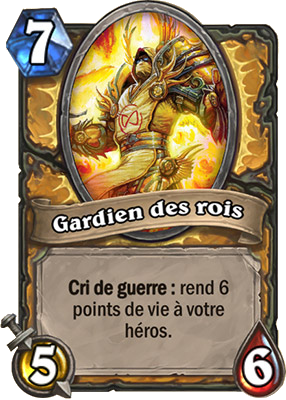 7
Gardien des rois
Cri de guerre : rend 6
points de vie à votre
héros.
5
6